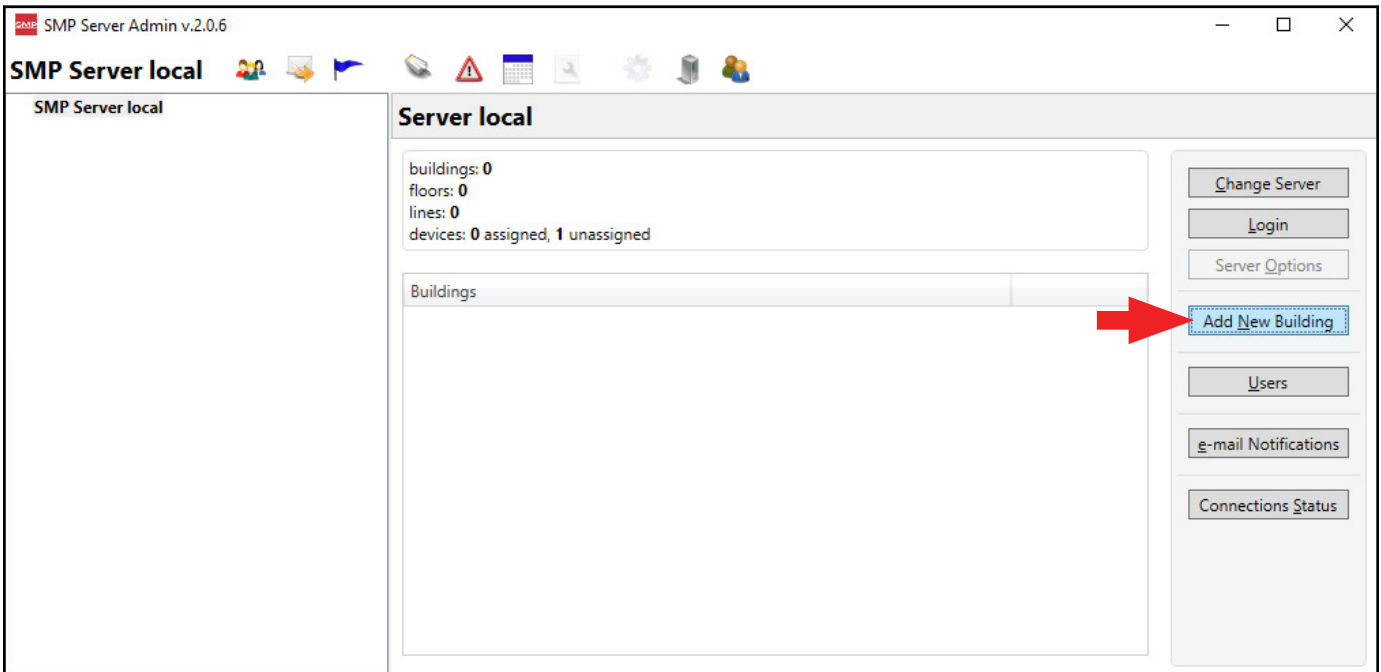 SMP SMP Server Admin v.2.0.6
SMP Server local
SMP Server local
Server local
buildings: 0
floors: 0
lines: 0
devices: 0 assigned, 1 unassigned
Buildings
Change Server
Login
Server Options
Add New Building
Users
e-mail Notifications
Connections Status